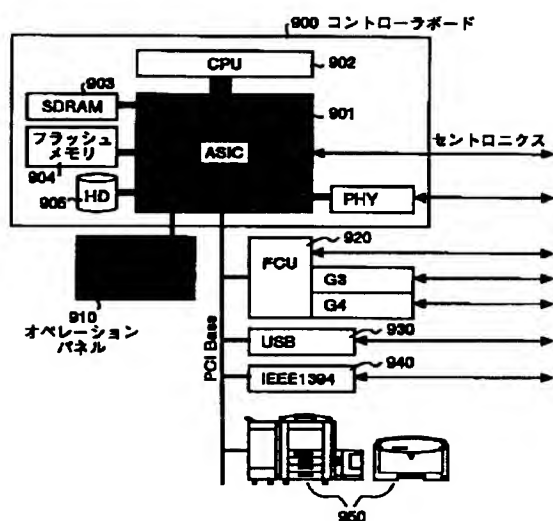 900 コントローラボード
CPU
902
903
SDRAM
901
フラッシュ
メモリ
904
ASIC
セントロニクス
905
HD
PHY
920
FCU
G3
G4
910
オペレーション
パネル
PCI Base
930
USB
940
IEEE1394
950